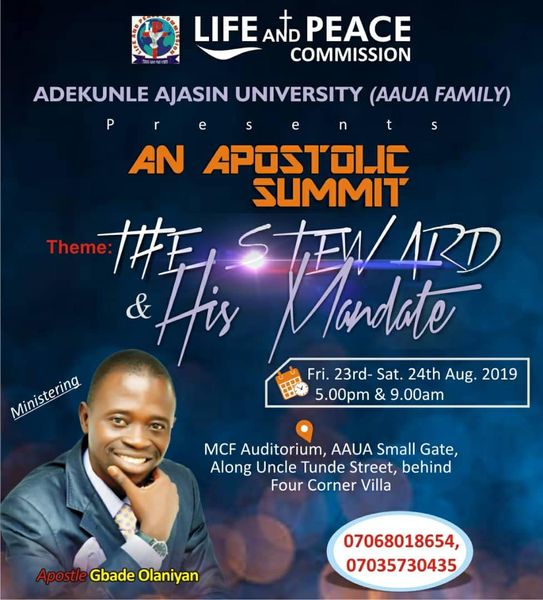 LIFE AND PEACE
COMMISSION
ADEKUNLE AJASIN UNIVERSITY (AAUA FAMILY)
Presents
AN APOSTOLIC
SUMMIT
Theme: THE STEWARD
& His Mandate
Fri. 23rd- Sat. 24th Aug. 2019
5.00pm & 9.00am
Ministering
MCF Auditorium, AAUA Small Gate,
Along Uncle Tunde Street, behind
Four Corner Villa
07068018654,
07035730435
Apostle Gbade Olaniyan